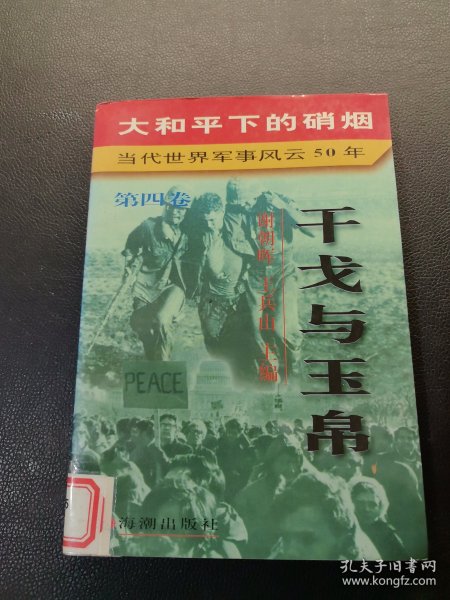 大和平下的硝烟
当代世界军事风云50年
第四卷
干戈与玉帛
主编
PEACE
海潮出版社
孔夫子旧书网
www.kongfz.com